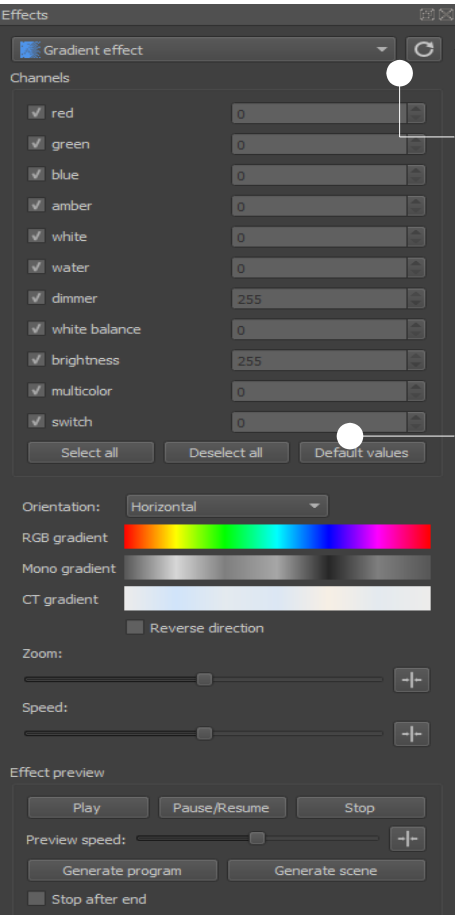 Effects
Gradient effect
Channels
red 0
green 0
blue 0
amber 0
white 0
water 0
dimmer 255
white balance 0
brightness 255
multicolor 0
switch 0
Select all Deselect all Default values
Orientation: Horizontal
RGB gradient
Mono gradient
CT gradient
Reverse direction
Zoom:
Speed:
Effect preview
Play Pause/Resume Stop
Preview speed:
Generate program Generate scene
Stop after end